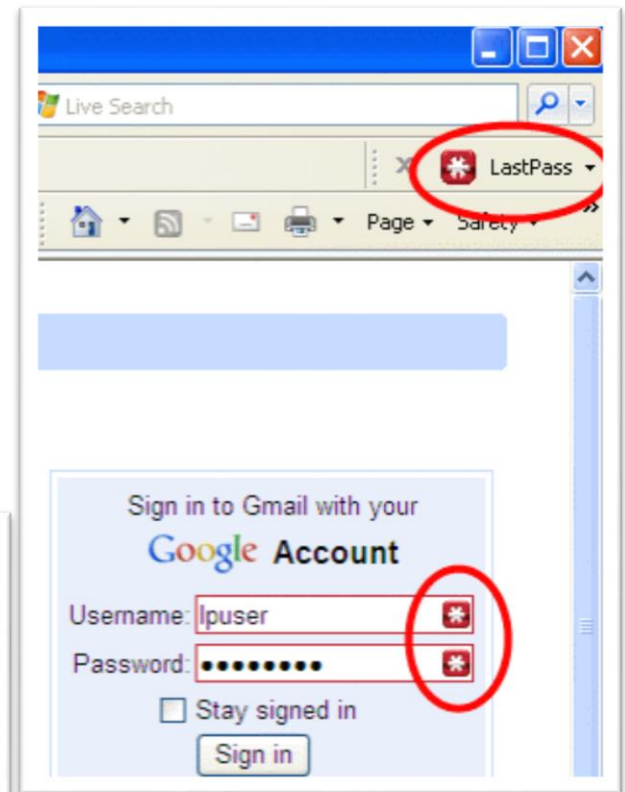 Live Search
LastPass
Page Safety »
Sign in to Gmail with your
Google Account
Username: lpuser
Password: ●●●●●●●●
Stay signed in
Sign in